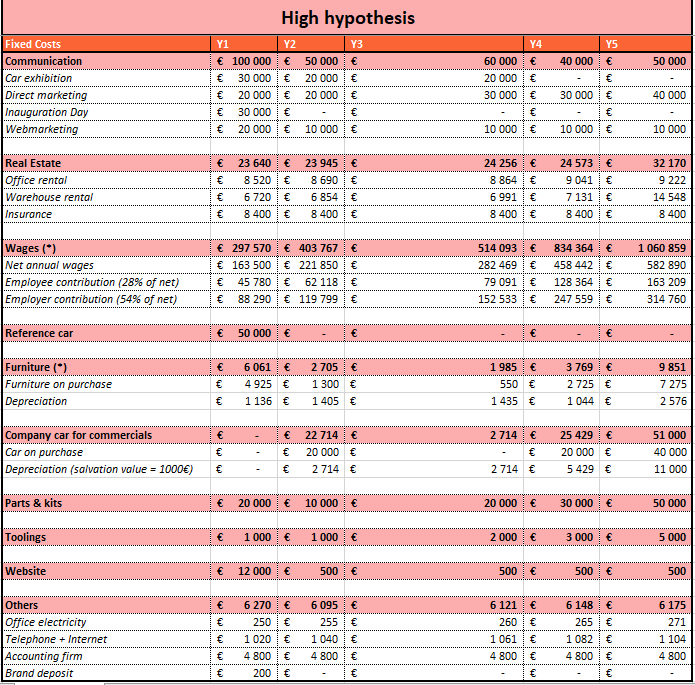 High hypothesis
Fixed Costs Y1 Y2 Y3 Y4 Y5
Communication € 100 000 € 50 000 € 60 000 € 40 000 € 50 000
Car exhibition € 30 000 € 20 000 € 20 000 € - € -
Direct marketing € 20 000 € 20 000 € 30 000 € 30 000 € 40 000
Inauguration Day € 30 000 € - € - € - € -
Webmarketing € 20 000 € 10 000 € 10 000 € 10 000 € 10 000
Real Estate € 23 640 € 23 945 € 24 256 € 24 573 € 32 170
Office rental € 8 520 € 8 690 € 8 864 € 9 041 € 9 222
Warehouse rental € 6 720 € 6 854 € 6 991 € 7 131 € 14 548
Insurance € 8 400 € 8 400 € 8 400 € 8 400 € 8 400
Wages (*) € 297 570 € 403 767 € 514 093 € 834 364 € 1 060 859
Net annual wages € 163 500 € 221 850 € 282 469 € 458 442 € 582 890
Employee contribution (28% of net) € 45 780 € 62 118 € 79 091 € 128 364 € 163 209
Employer contribution (54% of net) € 88 290 € 119 799 € 152 533 € 247 559 € 314 760
Reference car € 50 000 € - € - € - € -
Furniture (*) € 6 061 € 2 705 € 1 985 € 3 769 € 9 851
Furniture on purchase € 4 925 € 1 300 € 550 € 2 725 € 7 275
Depreciation € 1 136 € 1 405 € 1 435 € 1 044 € 2 576
Company car for commercials € - € 22 714 € 2 714 € 25 429 € 51 000
Car on purchase € - € 20 000 € - € 20 000 € 40 000
Depreciation (salvation value = 1000€) € - € 2 714 € 2 714 € 5 429 € 11 000
Parts & kits € 20 000 € 10 000 € 20 000 € 30 000 € 50 000
Toolings € 1 000 € 1 000 € 2 000 € 3 000 € 5 000
Website € 12 000 € 500 € 500 € 500 € 500
Others € 6 270 € 6 095 € 6 121 € 6 148 € 6 175
Office electricity € 250 € 255 € 260 € 265 € 271
Telephone + Internet € 1 020 € 1 040 € 1 061 € 1 082 € 1 104
Accounting firm € 4 800 € 4 800 € 4 800 € 4 800 € 4 800
Brand deposit € 200 € - € - € - € -